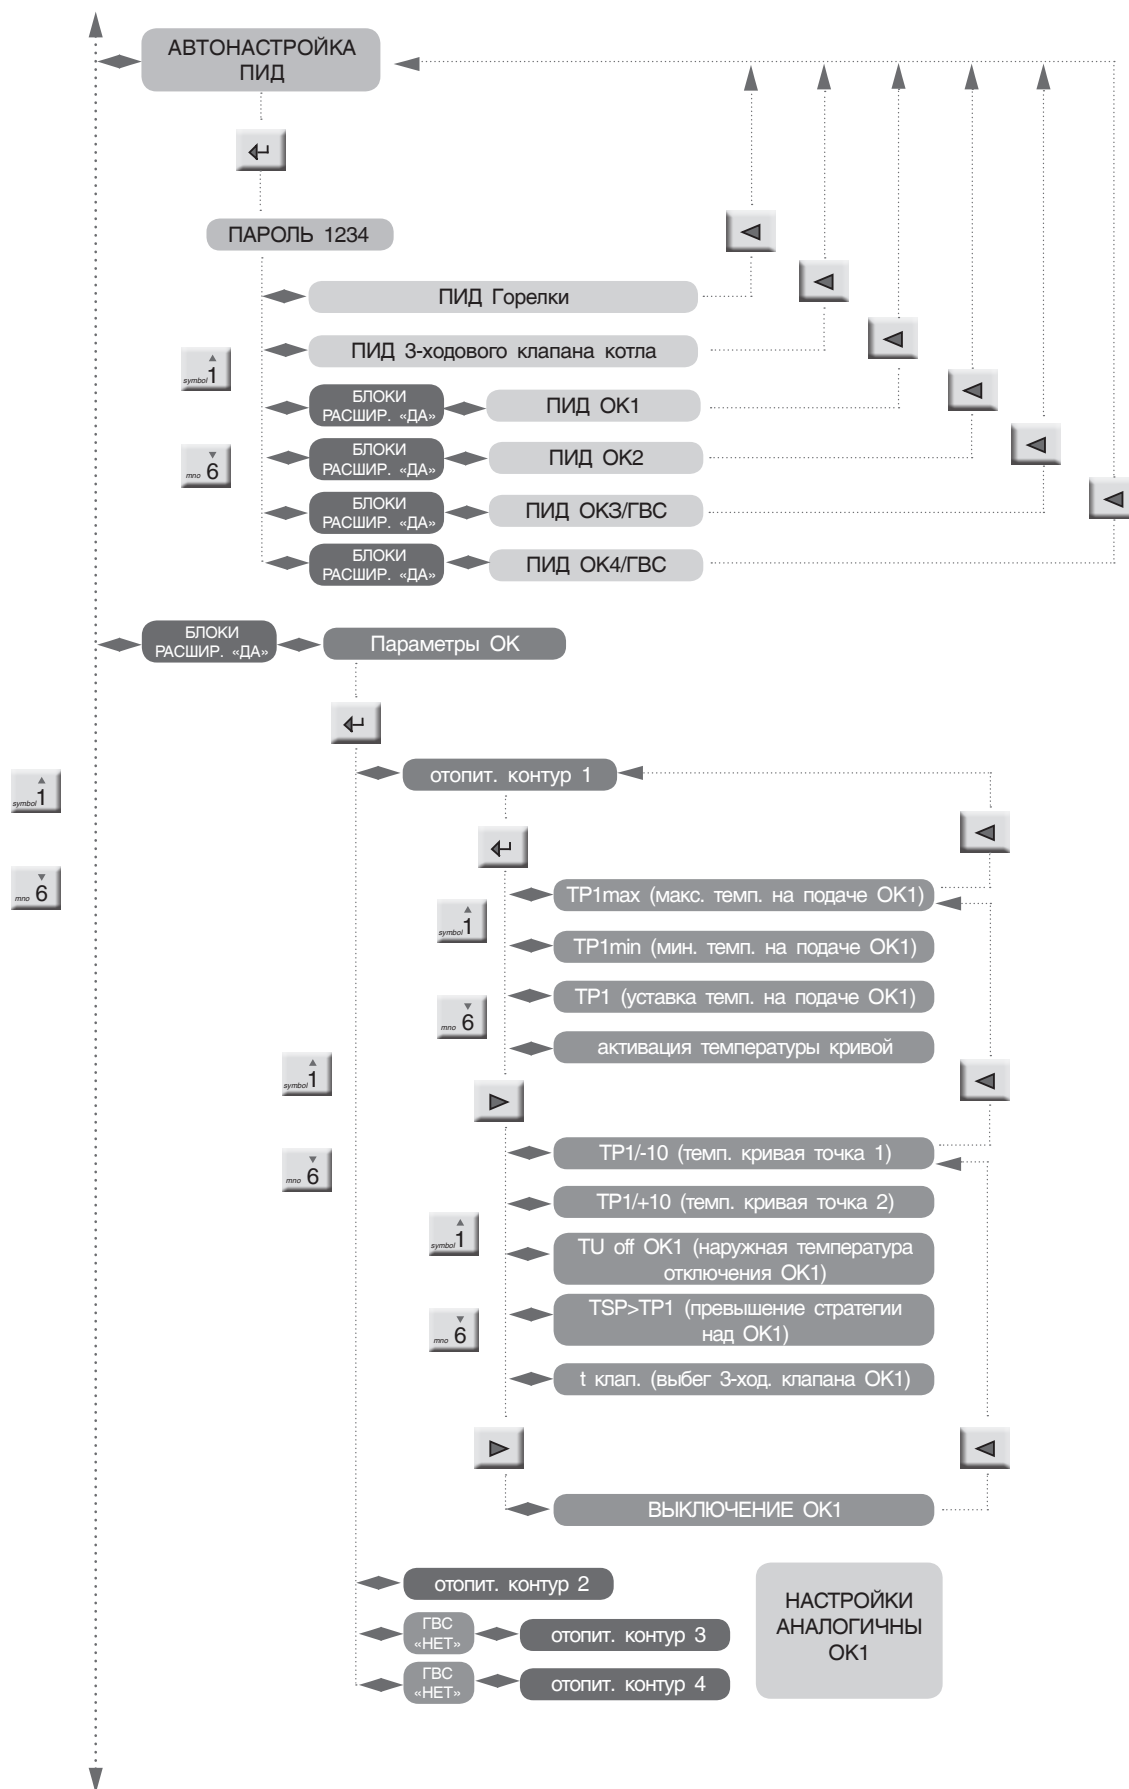 АВТОНАСТРОЙКА
ПИД
ПАРОЛЬ 1234
ПИД Горелки
ПИД 3-ходового клапана котла
symbol 1
БЛОКИ
РАСШИР. «ДА»
ПИД ОК1
mno 6
БЛОКИ
РАСШИР. «ДА»
ПИД ОК2
БЛОКИ
РАСШИР. «ДА»
ПИД ОК3/ГВС
БЛОКИ
РАСШИР. «ДА»
ПИД ОК4/ГВС
БЛОКИ
РАСШИР. «ДА»
Параметры ОК
symbol 1
mno 6
отопит. контур 1
TP1max (макс. темп. на подаче ОК1)
symbol 1
TP1min (мин. темп. на подаче ОК1)
TP1 (уставка темп. на подаче ОК1)
mno 6
активация температуры кривой
symbol 1
mno 6
TP1/-10 (темп. кривая точка 1)
TP1/+10 (темп. кривая точка 2)
symbol 1
TU off ОК1 (наружная температура
отключения ОК1)
TSP>TP1 (превышение стратегии
над ОК1)
mno 6
t клап. (выбег 3-ход. клапана ОК1)
ВЫКЛЮЧЕНИЕ ОК1
отопит. контур 2
ГВС
«НЕТ»
отопит. контур 3
ГВС
«НЕТ»
отопит. контур 4
НАСТРОЙКИ
АНАЛОГИЧНЫ
ОК1